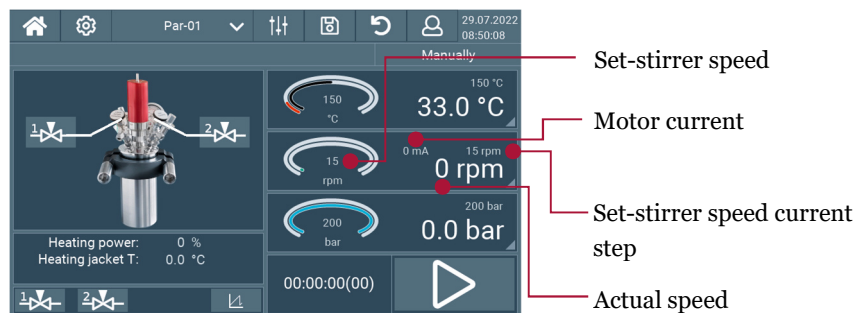 Par-01
29.07.2022
08:50:08
Manually
1
2
150
°C
150 °C
33.0 °C
15
rpm
0 mA
15 rpm
0 rpm
200
bar
200 bar
0.0 bar
Heating power: 0 %
Heating jacket T: 0.0 °C
1
2
00:00:00(00)
Set-stirrer speed
Motor current
Set-stirrer speed current
step
Actual speed